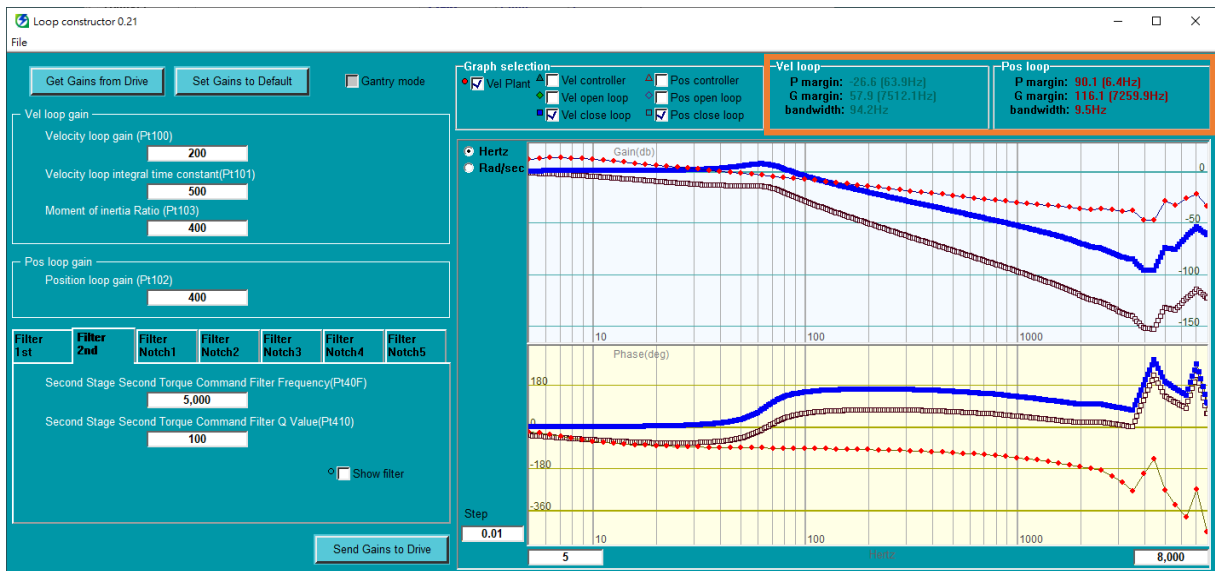 Loop constructor 0.21
File
Get Gains from Drive
Set Gains to Default
Gantry mode
Vel loop gain
Velocity loop gain (Pt100)
200
Velocity loop integral time constant(Pt101)
500
Moment of inertia Ratio (Pt103)
400
Pos loop gain
Position loop gain (Pt102)
400
Filter 1st
Filter 2nd
Filter Notch1
Filter Notch2
Filter Notch3
Filter Notch4
Filter Notch5
Second Stage Second Torque Command Filter Frequency(Pt40F)
5,000
Second Stage Second Torque Command Filter Q Value(Pt410)
100
Show filter
Send Gains to Drive
Graph selection
Vel Plant
Vel controller
Pos controller
Vel open loop
Pos open loop
Vel close loop
Pos close loop
Vel loop
P margin: -26.6 (63.9Hz)
G margin: 57.9 (7512.1Hz)
bandwidth: 94.2Hz
Pos loop
P margin: 90.1 (6.4Hz)
G margin: 116.1 (7259.9Hz)
bandwidth: 9.5Hz
Hertz
Rad/sec
Gain(db)
0
-50
-100
-150
10
100
1000
Phase(deg)
180
0
-180
-360
10
100
1000
Step
0.01
5
Hertz
8,000